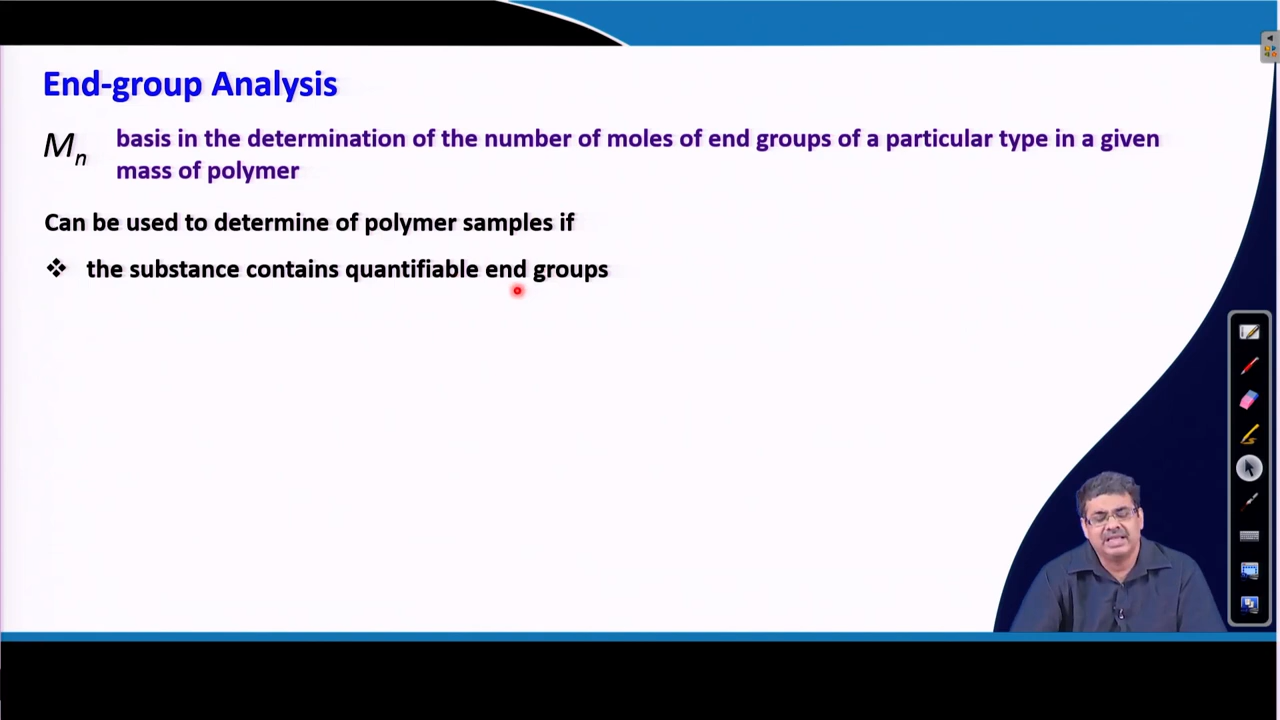 End-group Analysis
Mn basis in the determination of the number of moles of end groups of a particular type in a given
mass of polymer
Can be used to determine of polymer samples if
❖ the substance contains quantifiable end groups